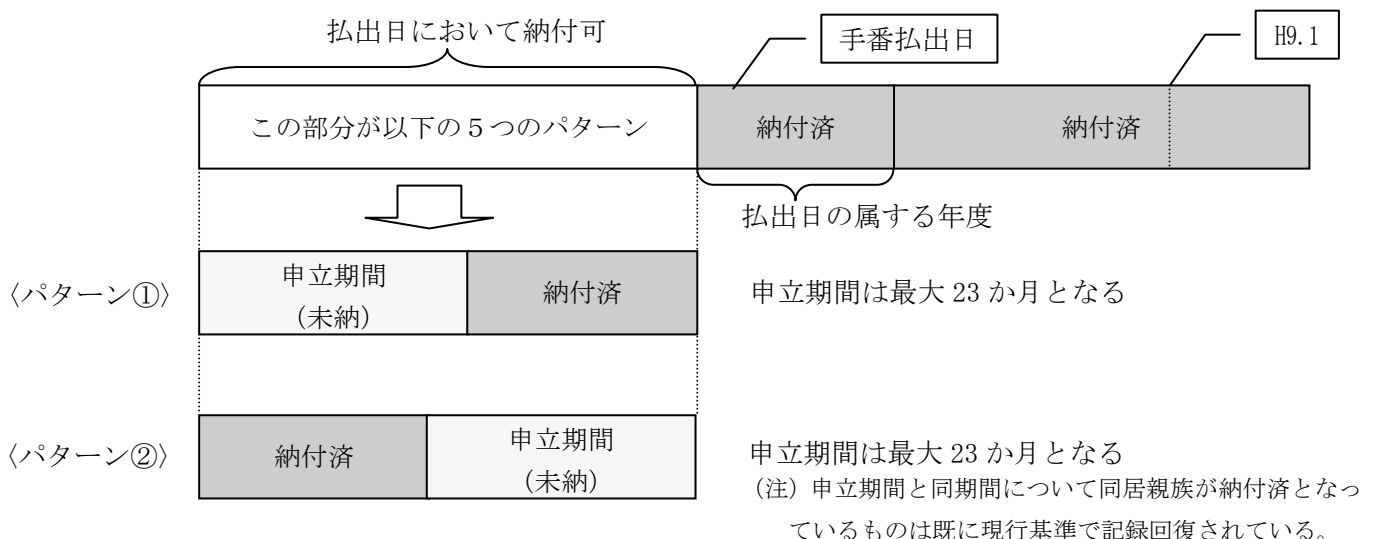 払出日において納付可
手番払出日
H9.1
この部分が以下の５つのパターン
納付済
納付済
払出日の属する年度
〈パターン①〉
申立期間
(未納)
納付済
申立期間は最大 23 か月となる
〈パターン②〉
納付済
申立期間
(未納)
申立期間は最大 23 か月となる
（注）申立期間と同期間について同居親族が納付済となっ
ているものは既に現行基準で記録回復されている。